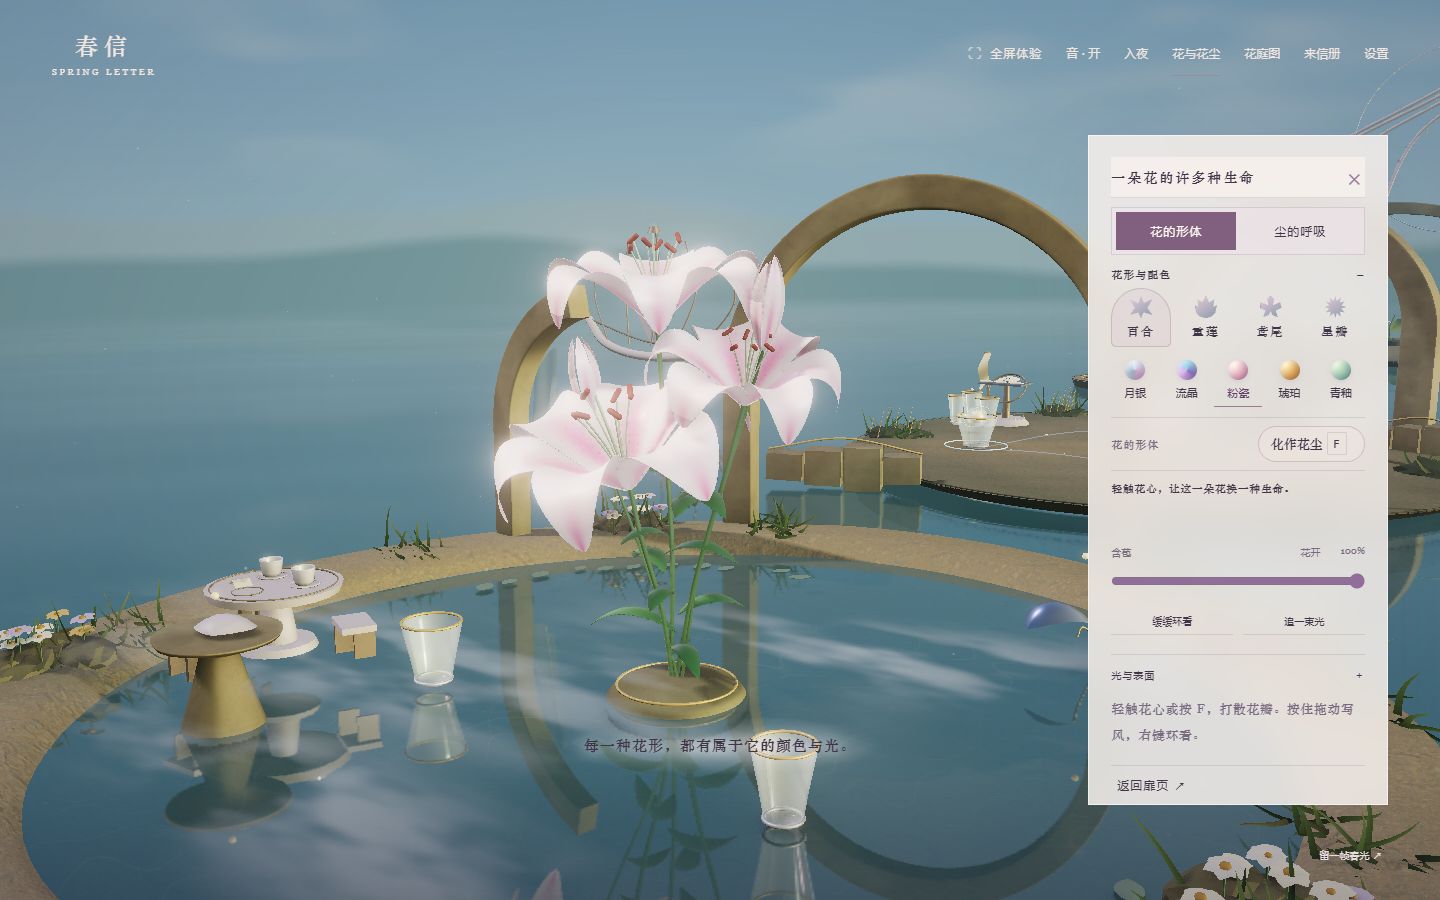 春信
SPRING LETTER
全屏体验 音·开 入夜 花与花尘 花庭图 来信册 设置
一朵花的许多种生命
花的形体 尘的呼吸
花形与配色
百合 重莲 鸢尾 星瓣
月银 流晶 粉瓷 琥珀 青釉
花的形体 化作花尘 F
轻触花心，让这一朵花换一种生命。
含苞 花开 100%
缓缓环看 追一束光
光与表面 +
轻触花心或按 F，打散花瓣。按住拖动写
风，右键环看。
返回扉页 ↗
每一种花形，都有属于它的颜色与光。
留一帧春光 ↗